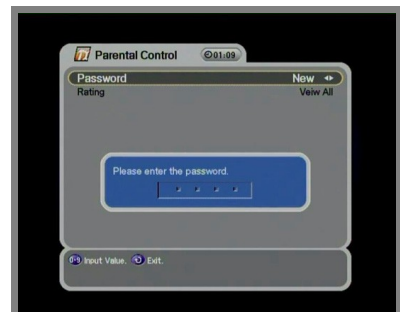 Parental Control 01:09
Password New
Rating Veiw All
Please enter the password.
* * * *
0-9 Input Value. Exit.